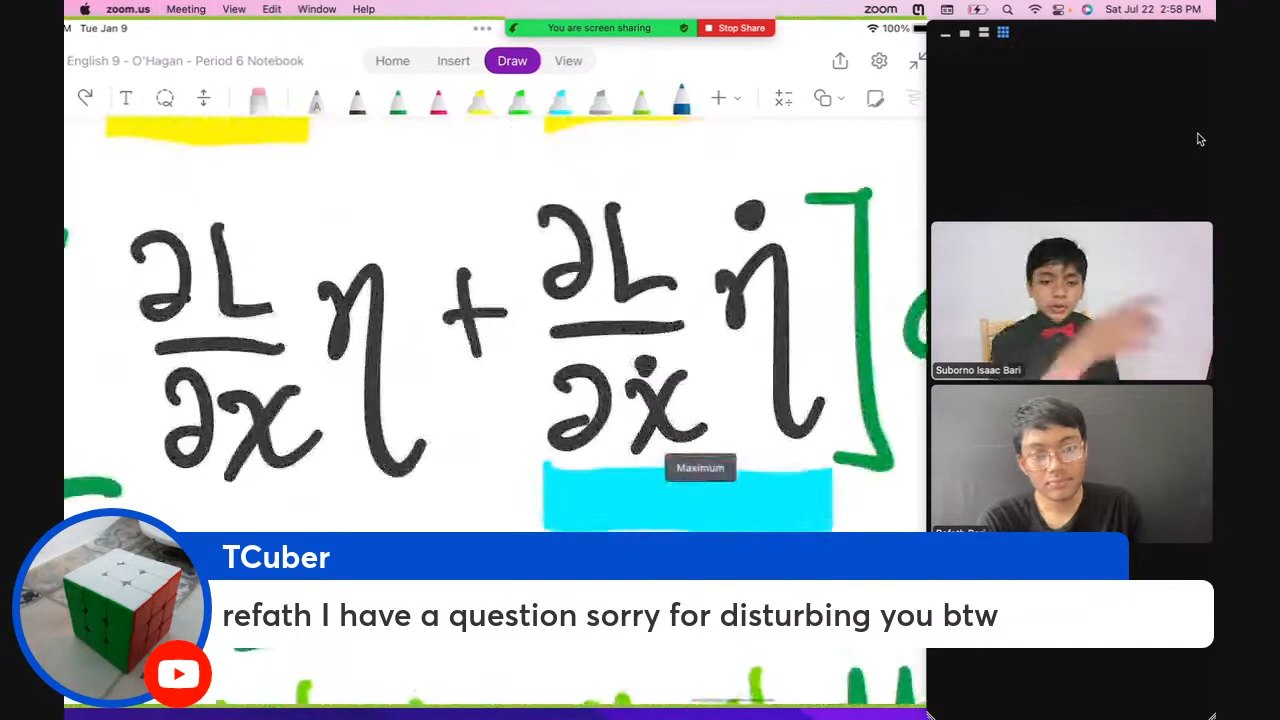 zoom.us Meeting View Edit Window Help zoom Sat Jul 22 2:58 PM
Tue Jan 9 You are screen sharing Stop Share 100%
English 9 - O'Hagan - Period 6 Notebook Home Insert Draw View
T A
∂L/∂x η + ∂L/∂ẋ η̇ ]
Maximum
Suborno Isaac Bari
TCuber
refath I have a question sorry for disturbing you btw